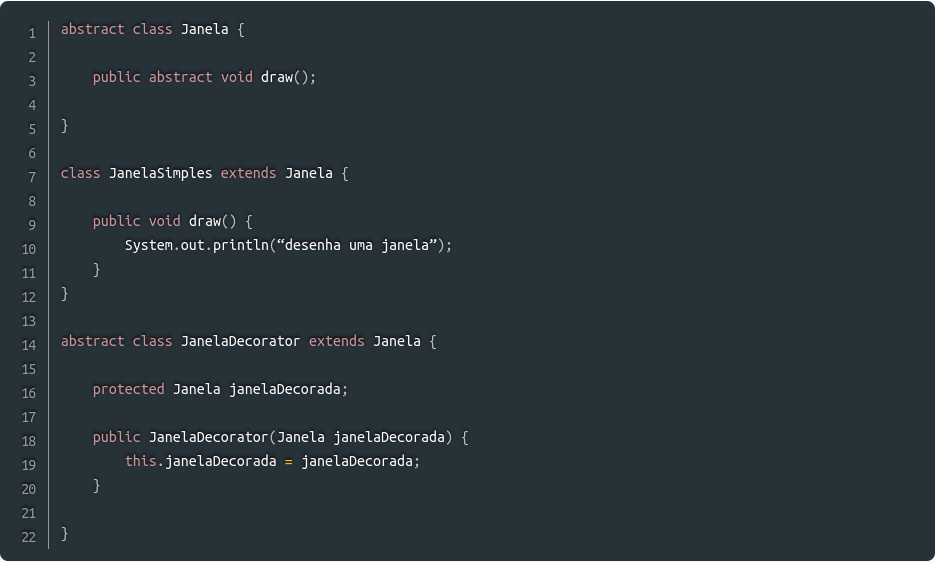 1 abstract class Janela {
2
3     public abstract void draw();
4
5 }
6
7 class JanelaSimples extends Janela {
8
9     public void draw() {
10         System.out.println(“desenha uma janela”);
11     }
12 }
13
14 abstract class JanelaDecorator extends Janela {
15
16     protected Janela janelaDecorada;
17
18     public JanelaDecorator(Janela janelaDecorada) {
19         this.janelaDecorada = janelaDecorada;
20     }
21
22 }